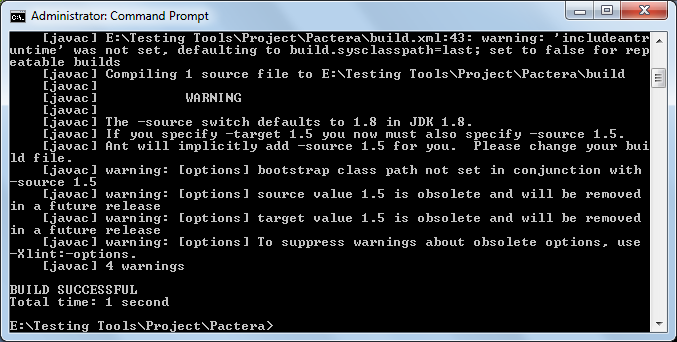 Administrator: Command Prompt
[javac] E:\Testing Tools\Project\Pactera\build.xml:43: warning: 'includeantr
untime' was not set, defaulting to build.sysclasspath=last; set to false for rep
eatable builds
[javac] Compiling 1 source file to E:\Testing Tools\Project\Pactera\build
[javac]
[javac] WARNING
[javac]
[javac] The -source switch defaults to 1.8 in JDK 1.8.
[javac] If you specify -target 1.5 you now must also specify -source 1.5.
[javac] Ant will implicitly add -source 1.5 for you.  Please change your bui
ld file.
[javac] warning: [options] bootstrap class path not set in conjunction with
-source 1.5
[javac] warning: [options] source value 1.5 is obsolete and will be removed
in a future release
[javac] warning: [options] target value 1.5 is obsolete and will be removed
in a future release
[javac] warning: [options] To suppress warnings about obsolete options, use
-Xlint:-options.
[javac] 4 warnings
BUILD SUCCESSFUL
Total time: 1 second
E:\Testing Tools\Project\Pactera>